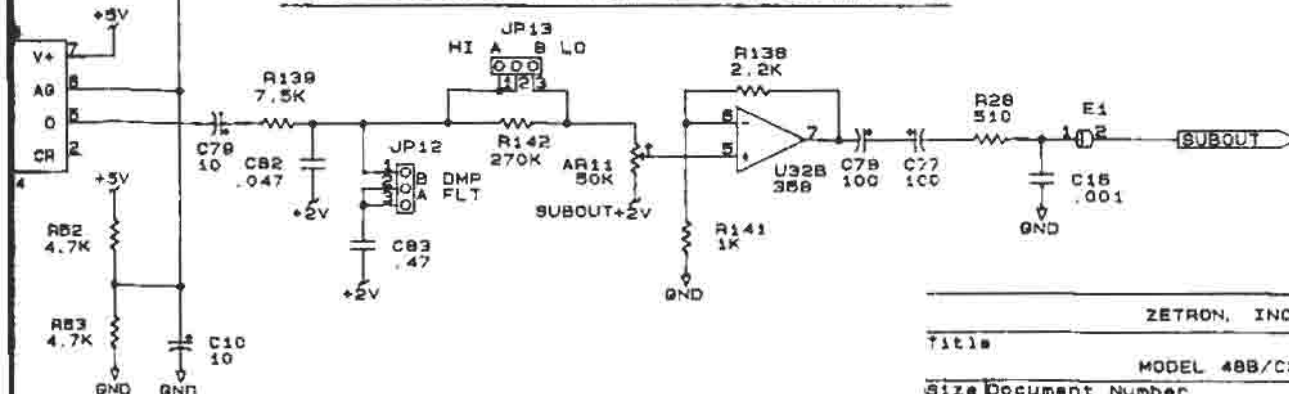 +5V
V+ 7
AG 6
O 5
CR 2
4
R139
7.5K
C79
10
C82
.047
+2V
JP12
1
2
3
B DMP
A FLT
C83
.47
+2V
JP13
HI A B LO
1 2 3
R142
270K
AR11
50K
1
SUBOUT+2V
R138
2.2K
6 -
5 +
7
U32B
358
R141
1K
GND
C78
100
C77
100
R28
510
C16
.001
GND
E1
1 2
SUBOUT
+5V
R52
4.7K
R53
4.7K
C10
10
GND GND
ZETRON, INC
Title
MODEL 48B/C
Size Document Number